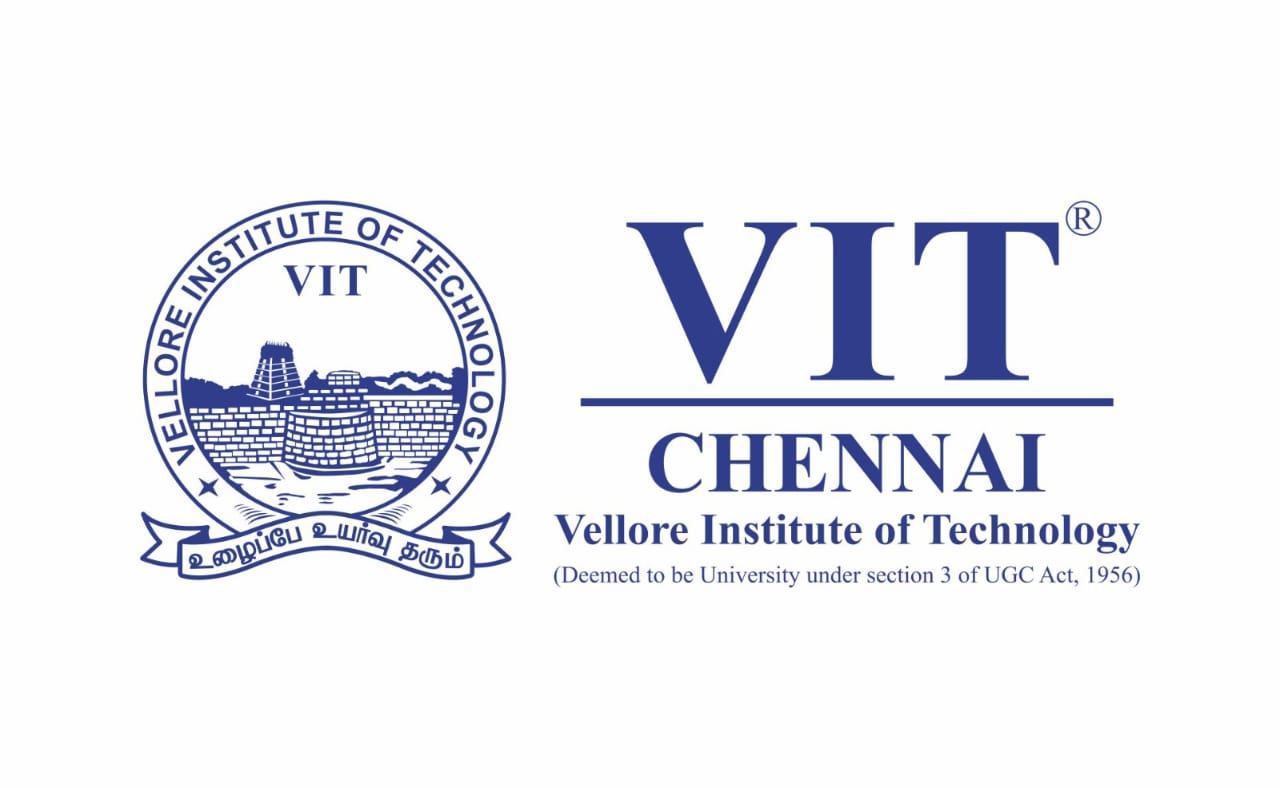 VELLORE INSTITUTE OF TECHNOLOGY
VIT
உழைப்பே உயர்வு தரும்
VIT®
CHENNAI
Vellore Institute of Technology
(Deemed to be University under section 3 of UGC Act, 1956)